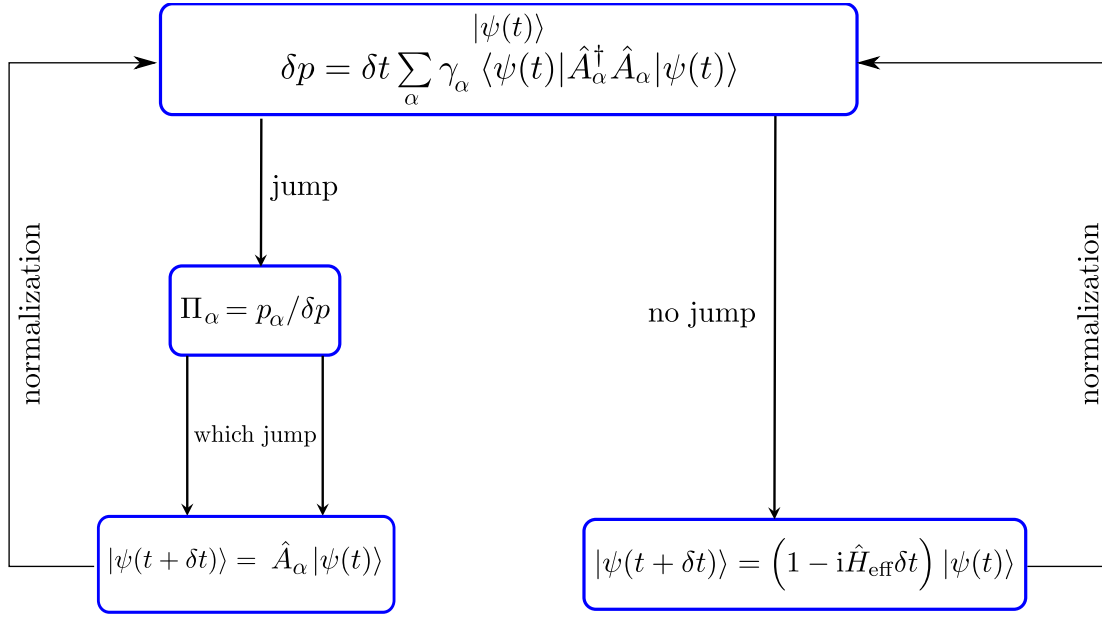 |ψ(t)⟩
δp = δt ∑_α γ_α ⟨ψ(t)|Â_α^† Â_α|ψ(t)⟩
jump
normalization
normalization
Π_α = p_α/δp
no jump
which jump
|ψ(t + δt)⟩ = Â_α|ψ(t)⟩
|ψ(t + δt)⟩ = (1 − iĤ_eff δt) |ψ(t)⟩